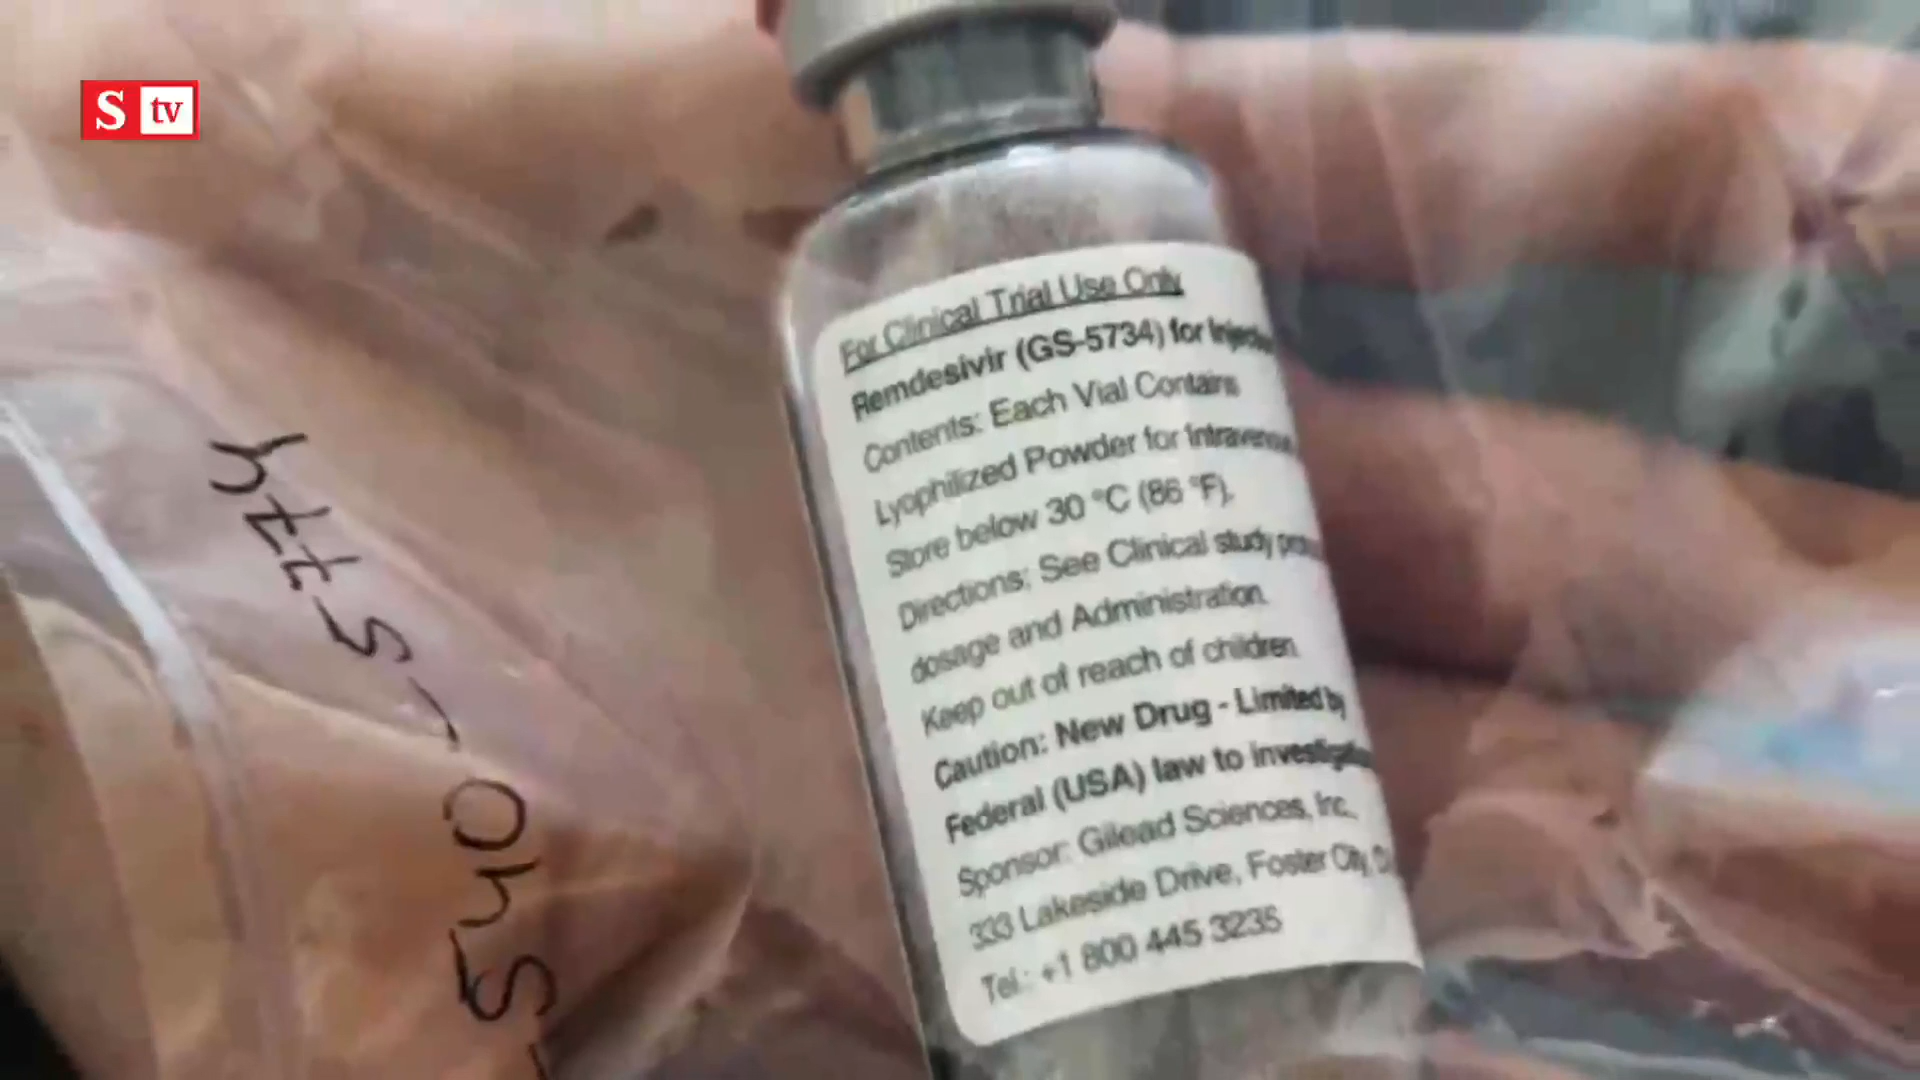 S tv
For Clinical Trial Use Only
Remdesivir (GS-5734) for
Contents: Each Vial Contains
Lyophilized Powder for
Store below 30 °C (86 °F).
Directions: See Clinical study
dosage and Administration.
Keep out of reach of children.
Caution: New Drug - Limited by
Federal (USA) law to
Sponsor: Gilead Sciences, Inc.
333 Lakeside Drive, Foster City,
Tel.: +1 800 445 3235